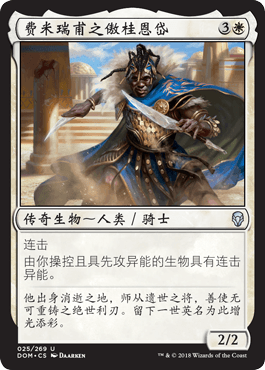 费米瑞甫之傲桂恩岱 3
传奇生物～人类／骑士
连击
由你操控且具先攻异能的生物具有连击
异能。
他出身消逝之地，师从遗世之将，善使无
可重铸之绝世利刃。留下一世英名为此增
光添彩。
2/2
025/269 U
DOM • CS DAARKEN
™ & © 2018 Wizards of the Coast